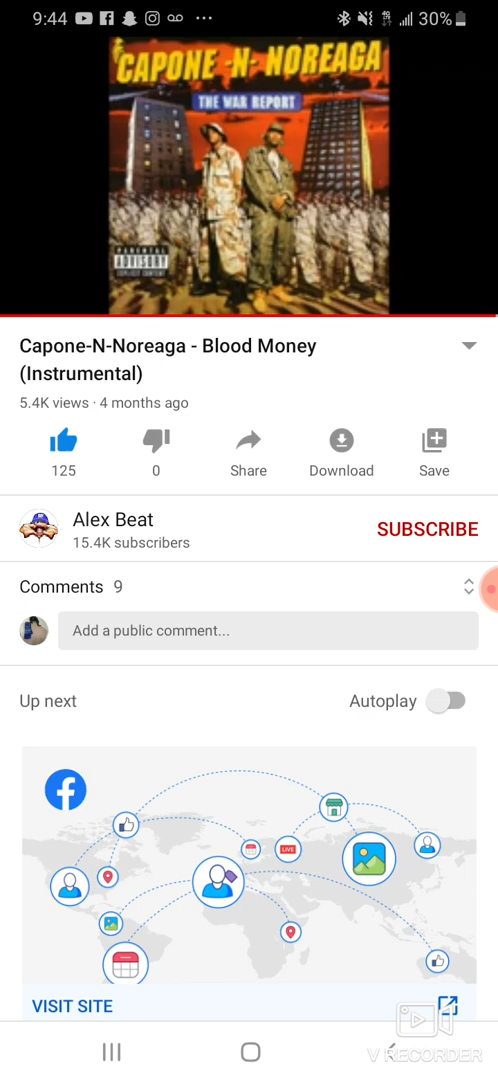 9:44
30%
CAPONE -N- NOREAGA
THE WAR REPORT
PARENTAL
ADVISORY
EXPLICIT CONTENT
Capone-N-Noreaga - Blood Money
(Instrumental)
5.4K views · 4 months ago
125
0
Share
Download
Save
Alex Beat
15.4K subscribers
SUBSCRIBE
Comments 9
Add a public comment...
Up next
Autoplay
LIVE
VISIT SITE
V RECORDER